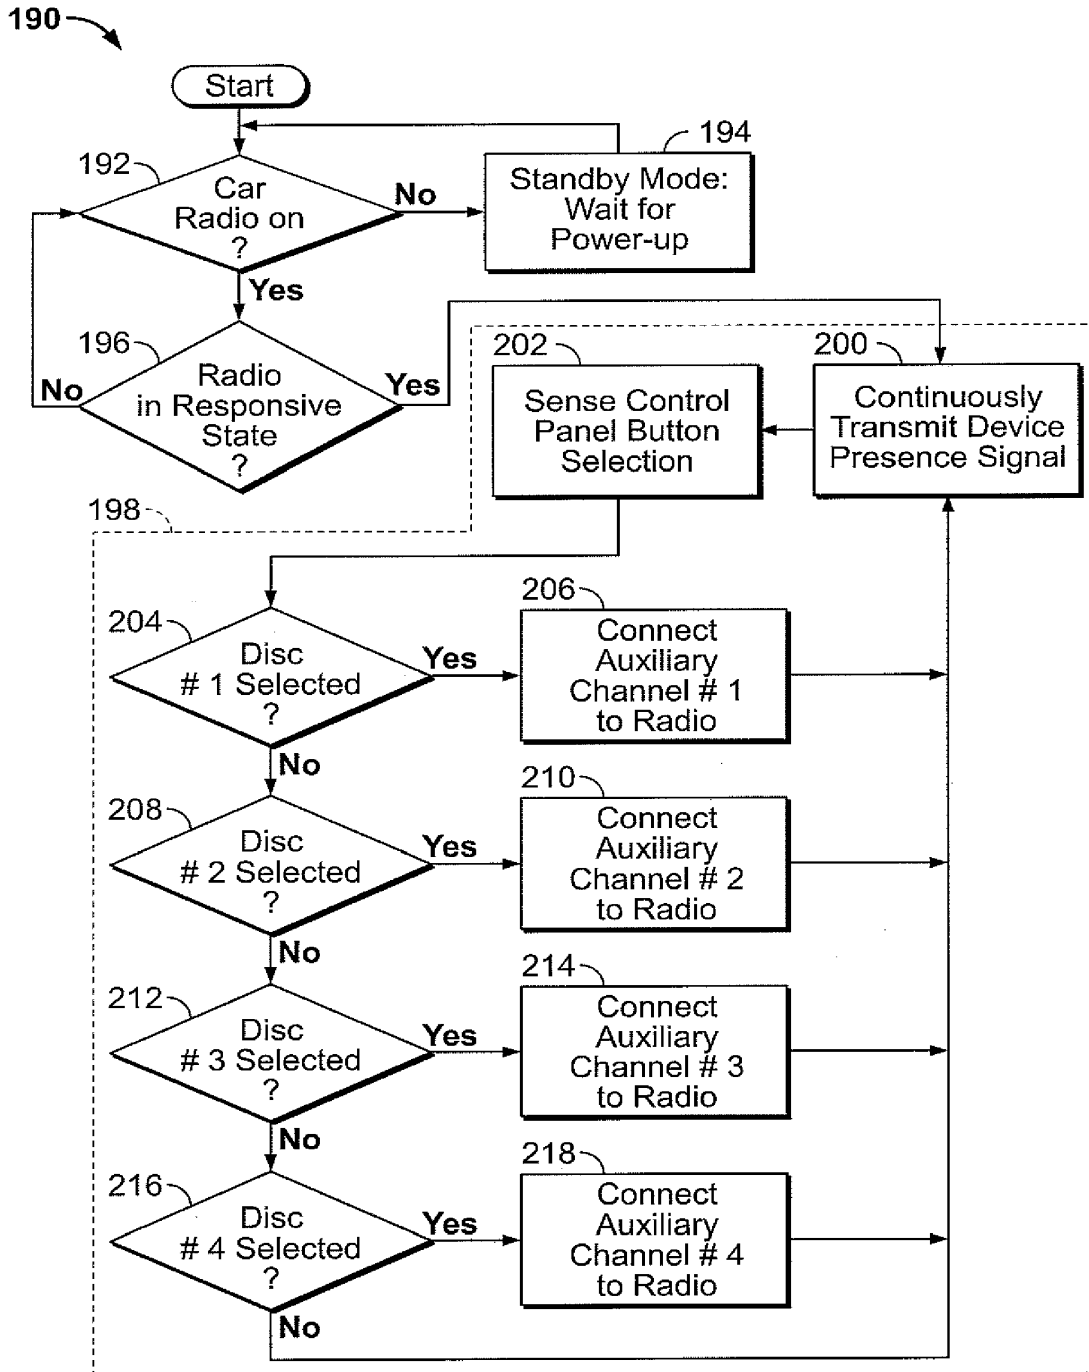 190
Start
192
Car
Radio on
?
No
194
Standby Mode:
Wait for
Power-up
Yes
196
Radio
in Responsive
State
?
No
Yes
202
Sense Control
Panel Button
Selection
200
Continuously
Transmit Device
Presence Signal
198
204
Disc
# 1 Selected
?
Yes
206
Connect
Auxiliary
Channel # 1
to Radio
No
208
Disc
# 2 Selected
?
Yes
210
Connect
Auxiliary
Channel # 2
to Radio
No
212
Disc
# 3 Selected
?
Yes
214
Connect
Auxiliary
Channel # 3
to Radio
No
216
Disc
# 4 Selected
?
Yes
218
Connect
Auxiliary
Channel # 4
to Radio
No